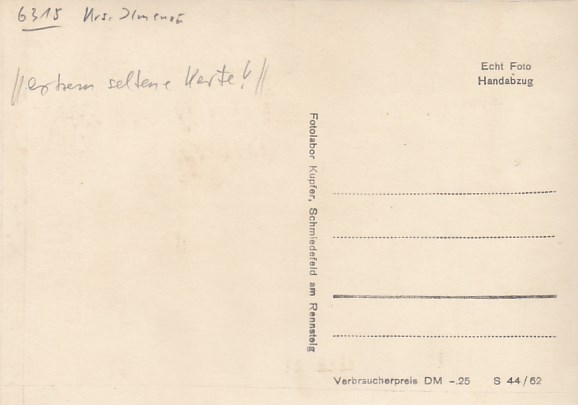 6315 Krs. Ilmenau
//extrem seltene Karte!//
Echt Foto
Handabzug
Fotolabor Kupfer, Schmiedefeld am Rennsteig
Verbraucherpreis DM -.25 S 44/62